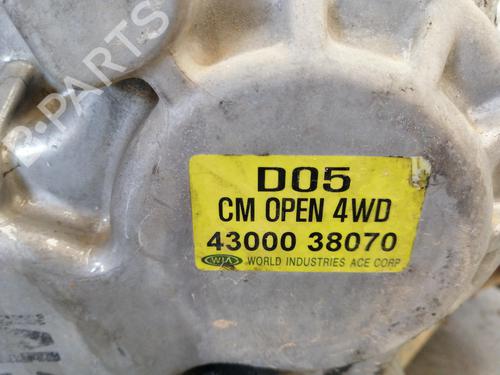 B-PARTS
D05
CM OPEN 4WD
43000 38070
WIA WORLD INDUSTRIES ACE CORP